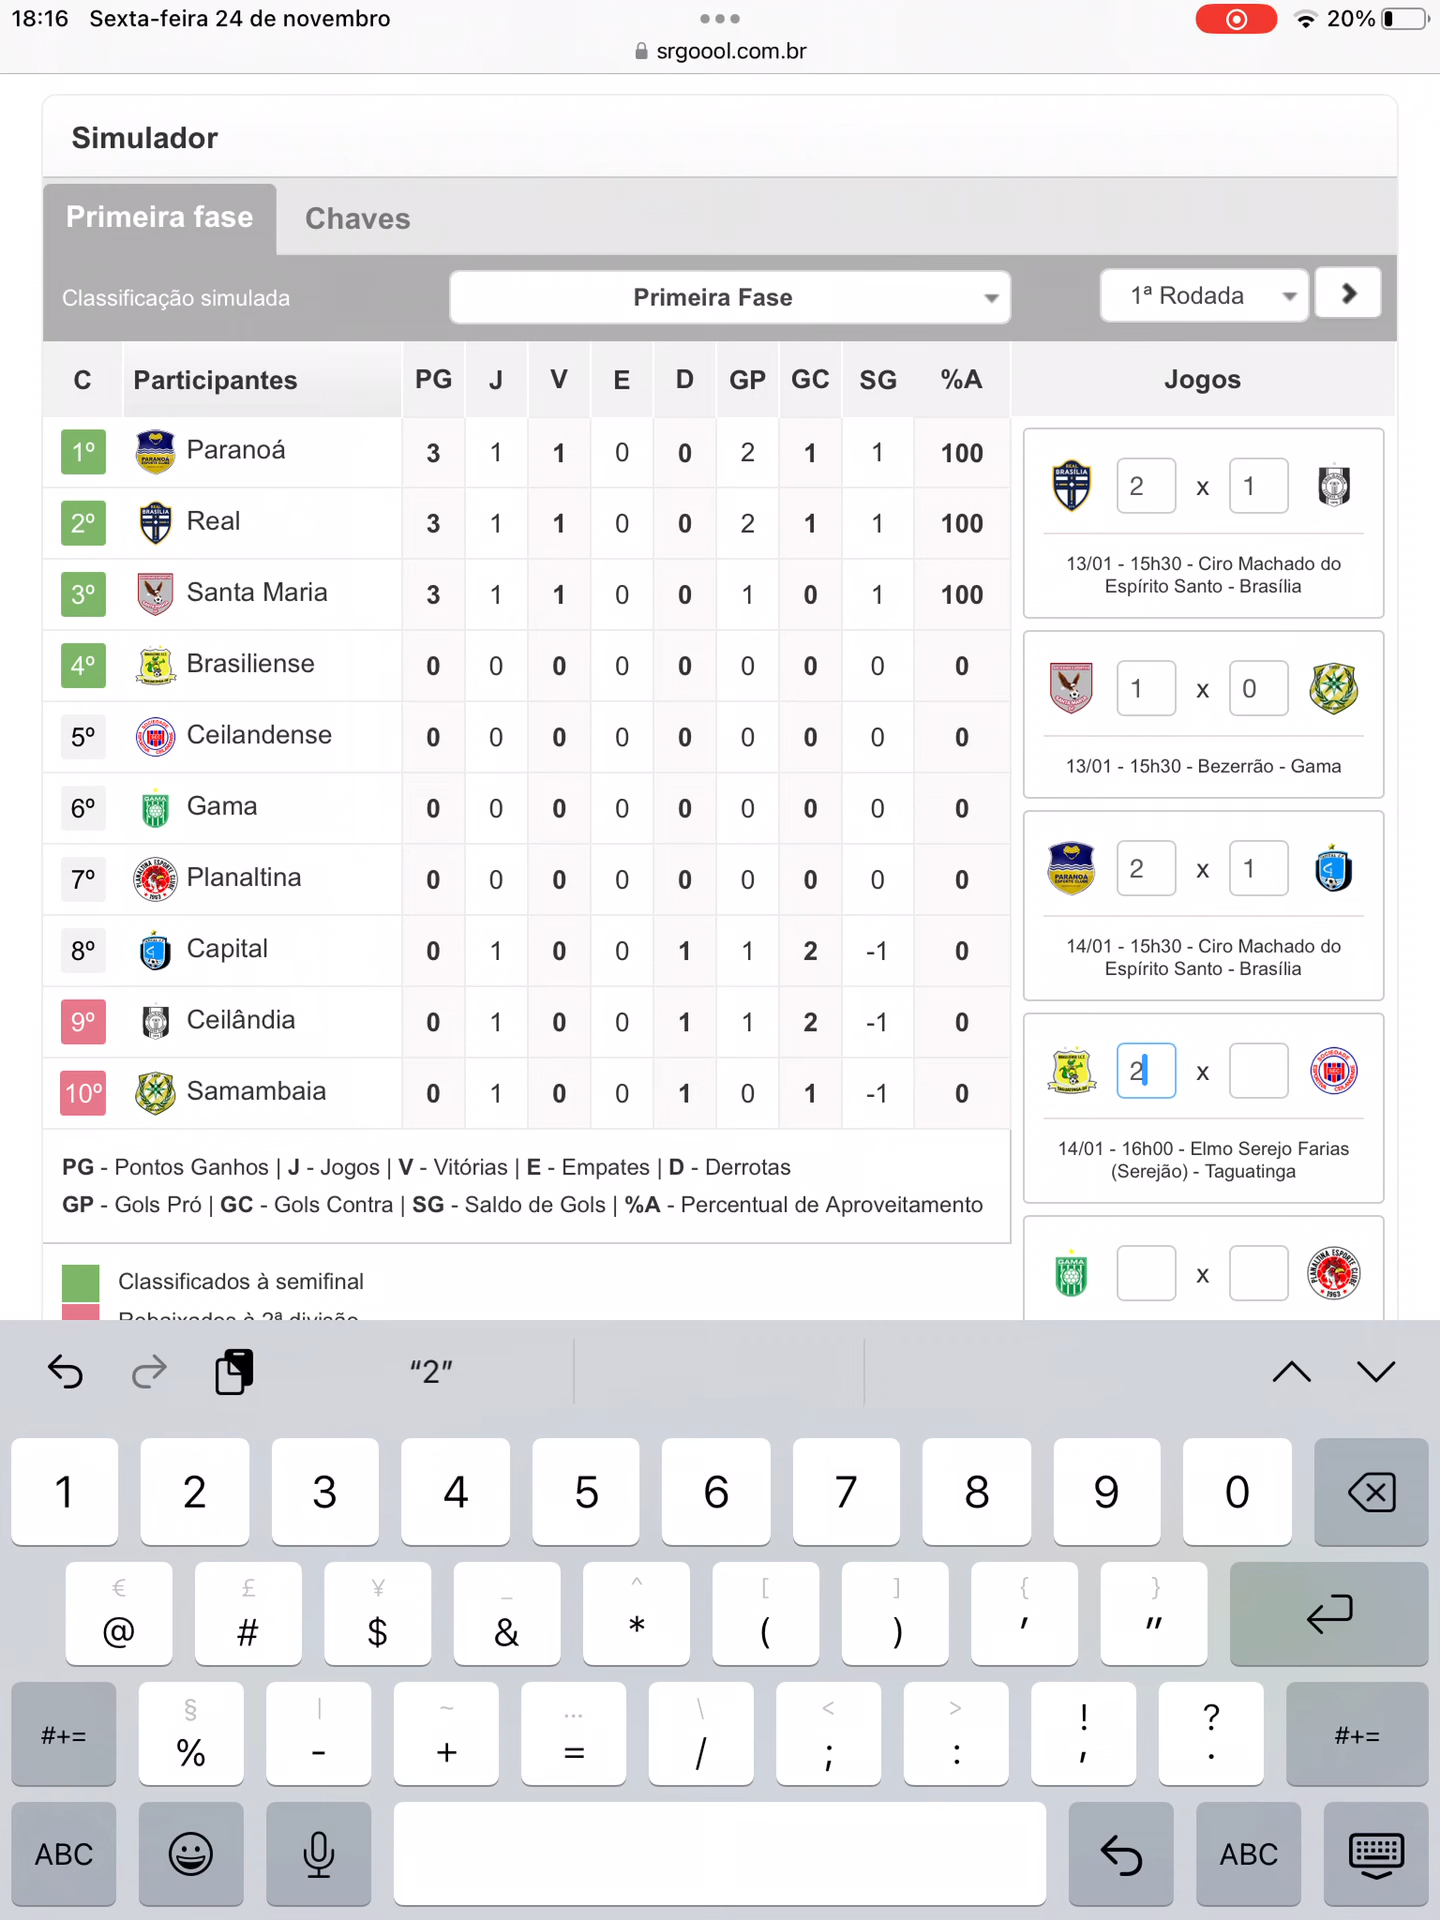 18:16 Sexta-feira 24 de novembro
20%
srgoool.com.br
Simulador
Primeira fase Chaves
Classificação simulada Primeira Fase 1ª Rodada
C Participantes PG J V E D GP GC SG %A Jogos
1º Paranoá 3 1 1 0 0 2 1 1 100
2º Real 3 1 1 0 0 2 1 1 100
3º Santa Maria 3 1 1 0 0 1 0 1 100
4º Brasiliense 0 0 0 0 0 0 0 0 0
5º Ceilandense 0 0 0 0 0 0 0 0 0
6º Gama 0 0 0 0 0 0 0 0 0
7º Planaltina 0 0 0 0 0 0 0 0 0
8º Capital 0 1 0 0 1 1 2 -1 0
9º Ceilândia 0 1 0 0 1 1 2 -1 0
10º Samambaia 0 1 0 0 1 0 1 -1 0
PG - Pontos Ganhos | J - Jogos | V - Vitórias | E - Empates | D - Derrotas
GP - Gols Pró | GC - Gols Contra | SG - Saldo de Gols | %A - Percentual de Aproveitamento
Classificados à semifinal
Rebaixados à 2ª divisão
2 x 1
13/01 - 15h30 - Ciro Machado do
Espírito Santo - Brasília
1 x 0
13/01 - 15h30 - Bezerrão - Gama
2 x 1
14/01 - 15h30 - Ciro Machado do
Espírito Santo - Brasília
2 x
14/01 - 16h00 - Elmo Serejo Farias
(Serejão) - Taguatinga
x
“2”
1 2 3 4 5 6 7 8 9 0
€ £ ¥ _ ^ [ ] { }
@ # $ & * ( ) ' "
§ | ~ … \ < > ! ?
#+= % - + = / ; : , . #+=
ABC ABC